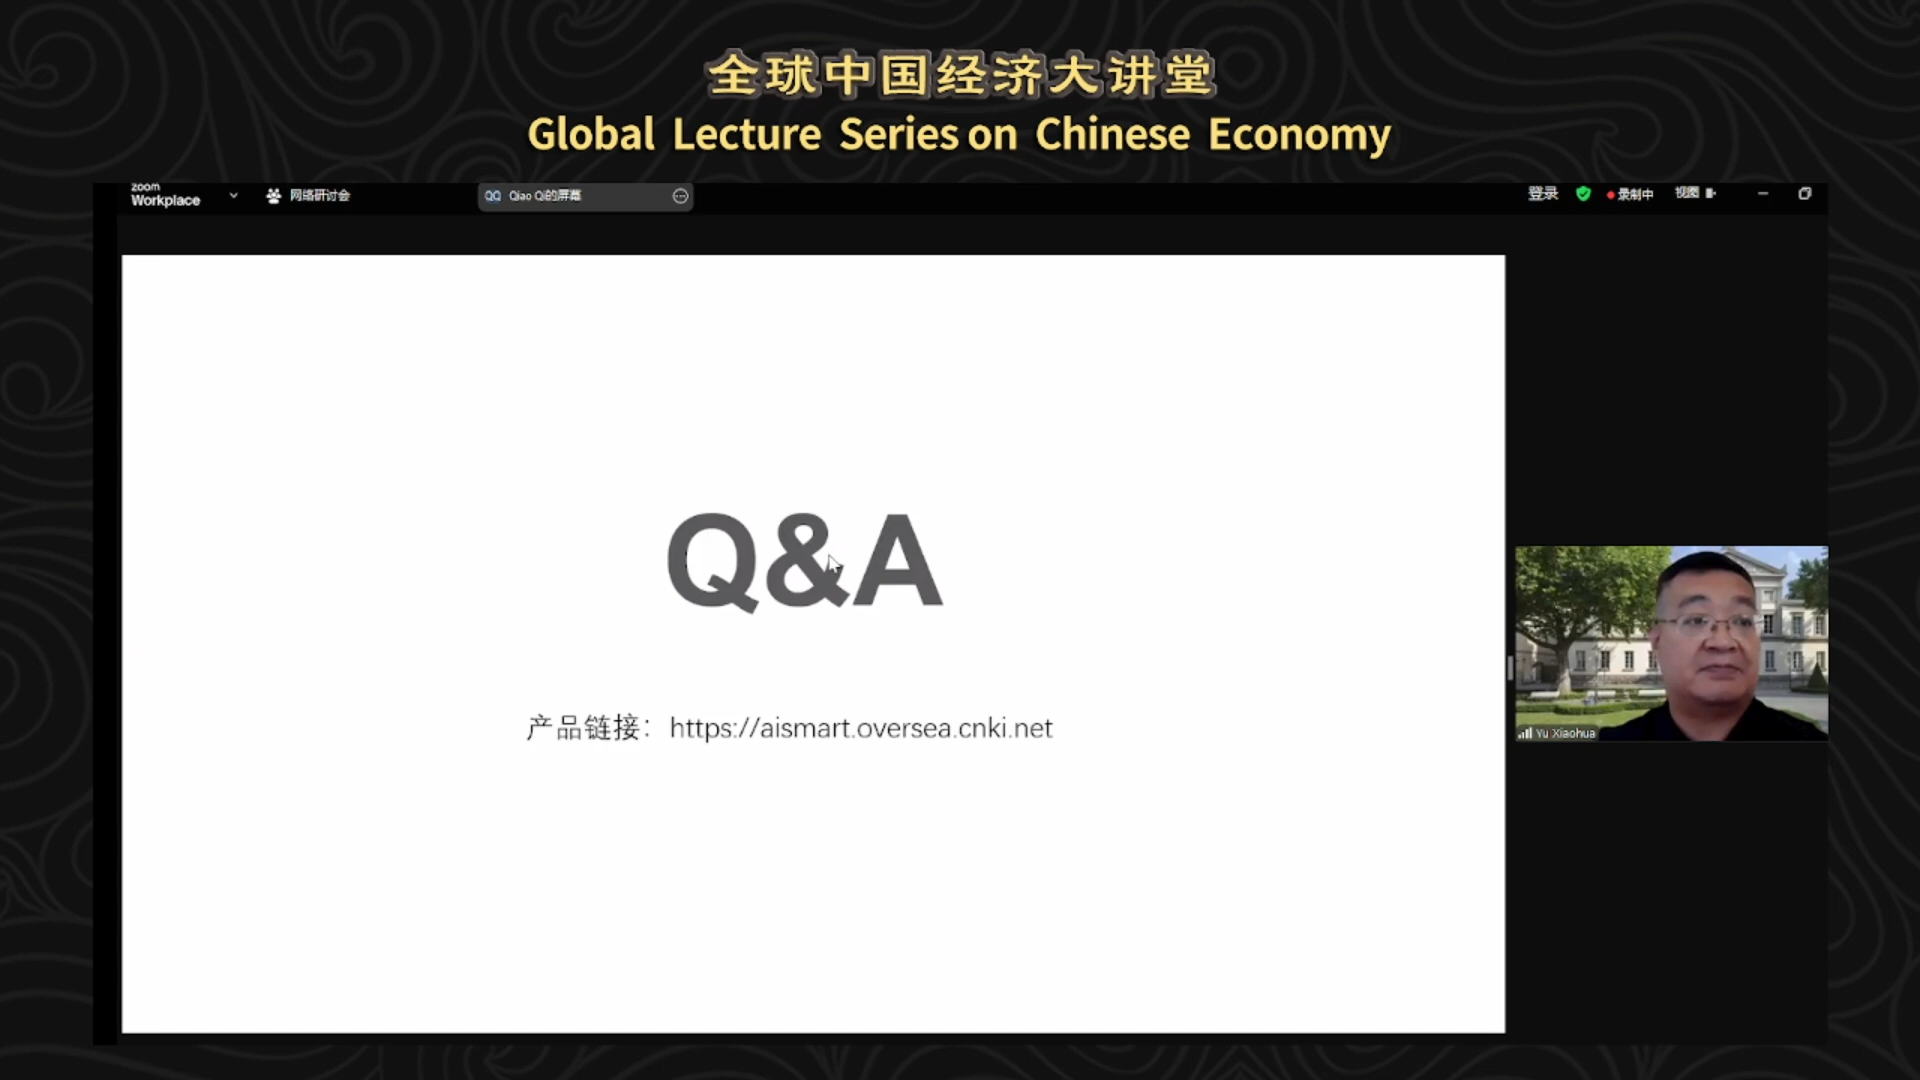 全球中国经济大讲堂
Global Lecture Series on Chinese Economy
zoom
Workplace
网络研讨会
QQ Qiao Qi的屏幕
登录
录制中
视图
Q&A
产品链接：https://aismart.oversea.cnki.net
Yu Xiaohua